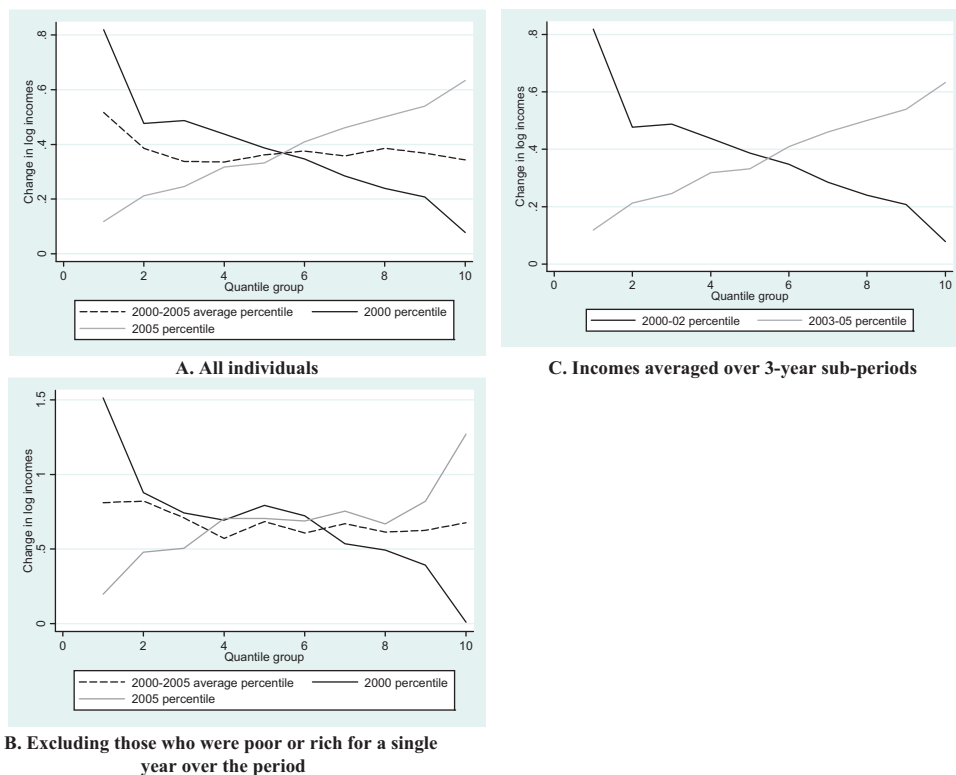 Change in log incomes
.8
.6
.4
.2
0
0 2 4 6 8 10
Quantile group
2000-2005 average percentile 2000 percentile
2005 percentile
A. All individuals
Change in log incomes
.8
.6
.4
.2
0
0 2 4 6 8 10
Quantile group
2000-02 percentile 2003-05 percentile
C. Incomes averaged over 3-year sub-periods
Change in log incomes
1.5
1
.5
0
0 2 4 6 8 10
Quantile group
2000-2005 average percentile 2000 percentile
2005 percentile
B. Excluding those who were poor or rich for a single
year over the period